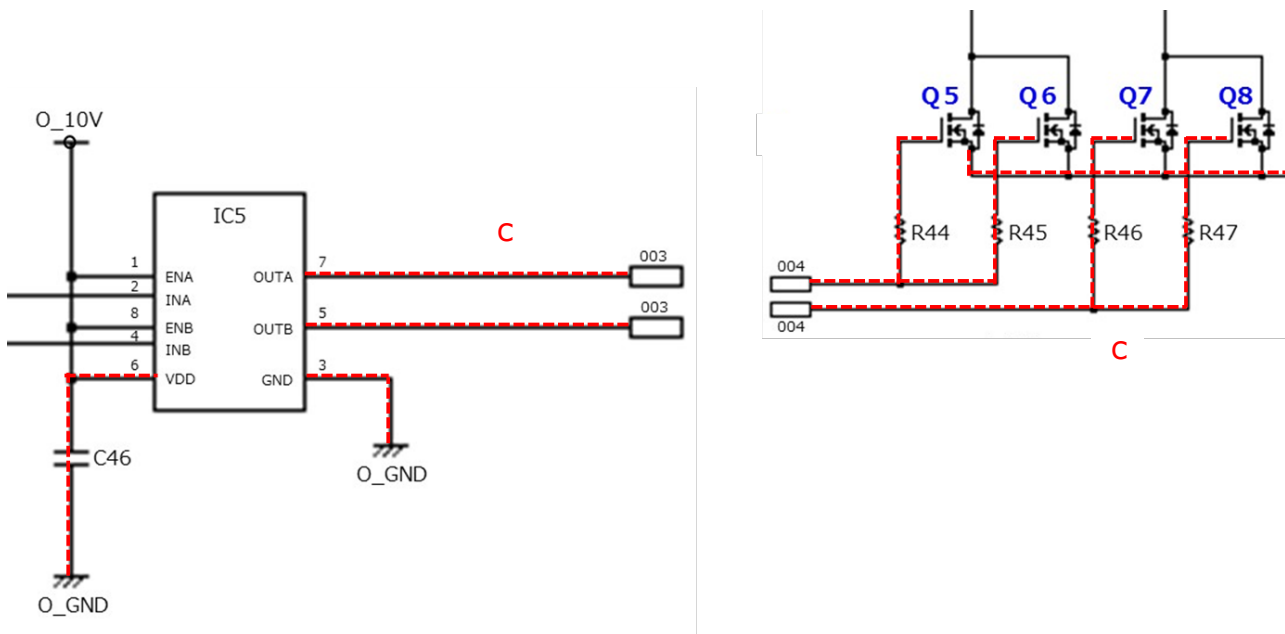 O_10V
IC5
C
1
ENA
OUTA
7
003
2
INA
8
ENB
OUTB
5
003
4
INB
6
VDD
GND
3
C46
O_GND
O_GND
Q5
Q6
Q7
Q8
R44
R45
R46
R47
004
004
C